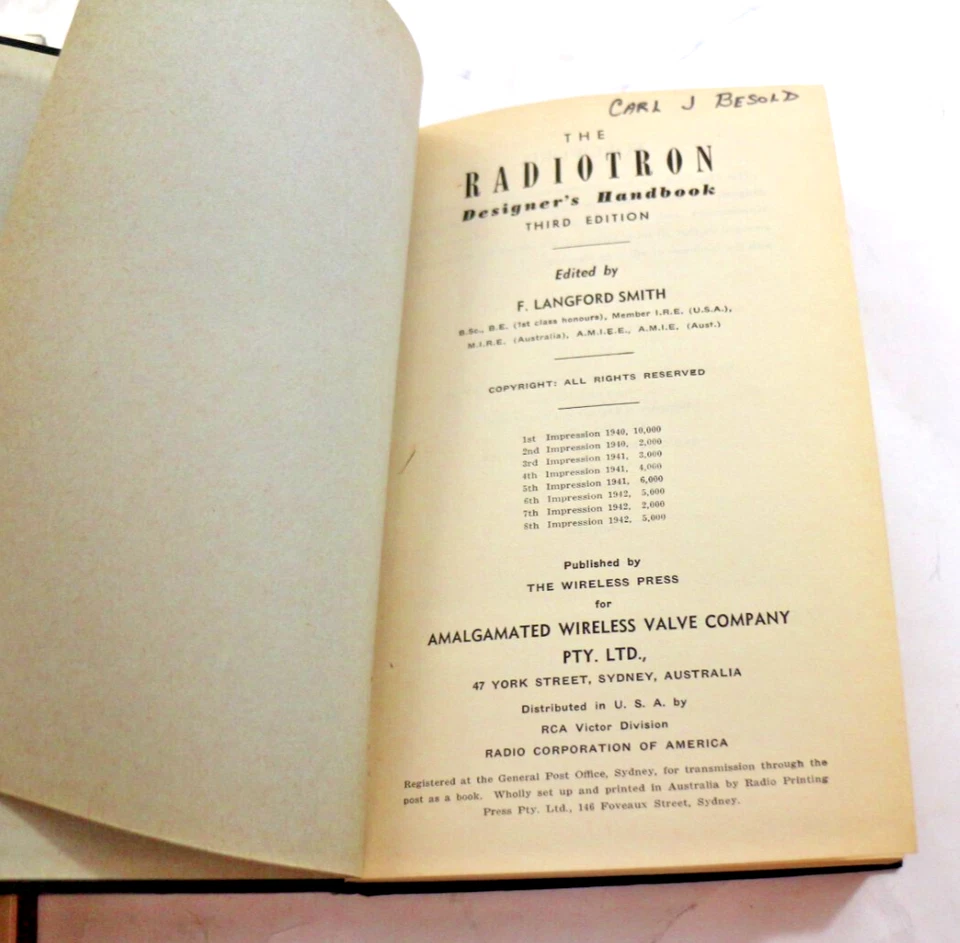 CARL J BESOLD
THE
RADIOTRON
Designer's Handbook
THIRD EDITION
Edited by
F. LANGFORD SMITH
B.Sc., B.E. (1st class honours), Member I.R.E. (U.S.A.),
M.I.R.E. (Australia), A.M.I.E.E., A.M.I.E. (Aust.)
COPYRIGHT: ALL RIGHTS RESERVED
1st Impression 1940, 10,000
2nd Impression 1940, 2,000
3rd Impression 1941, 3,000
4th Impression 1941, 4,000
5th Impression 1941, 6,000
6th Impression 1942, 5,000
7th Impression 1942, 2,000
8th Impression 1942, 5,000
Published by
THE WIRELESS PRESS
for
AMALGAMATED WIRELESS VALVE COMPANY
PTY. LTD.,
47 YORK STREET, SYDNEY, AUSTRALIA
Distributed in U. S. A. by
RCA Victor Division
RADIO CORPORATION OF AMERICA
Registered at the General Post Office, Sydney, for transmission through the
post as a book. Wholly set up and printed in Australia by Radio Printing
Press Pty. Ltd., 146 Foveaux Street, Sydney.